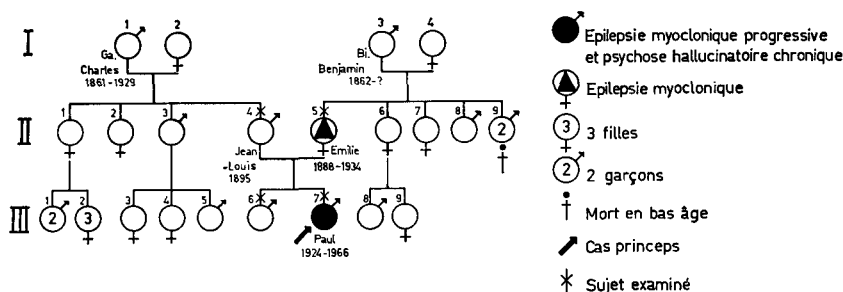 I
1
2
3
4
Ga.
Charles
1861-1929
Bi.
Benjamin
1862-?
II
1
2
3
4
5
6
7
8
9
2
Jean
-Louis
1895
Emilie
1888-1934
III
1
2
2
3
3
4
5
6
7
8
9
Paul
1924-1966
Epilepsie myoclonique progressive
et psychose hallucinatoire chronique
Epilepsie myoclonique
3
3 filles
2
2 garçons
Mort en bas âge
Cas princeps
Sujet examiné